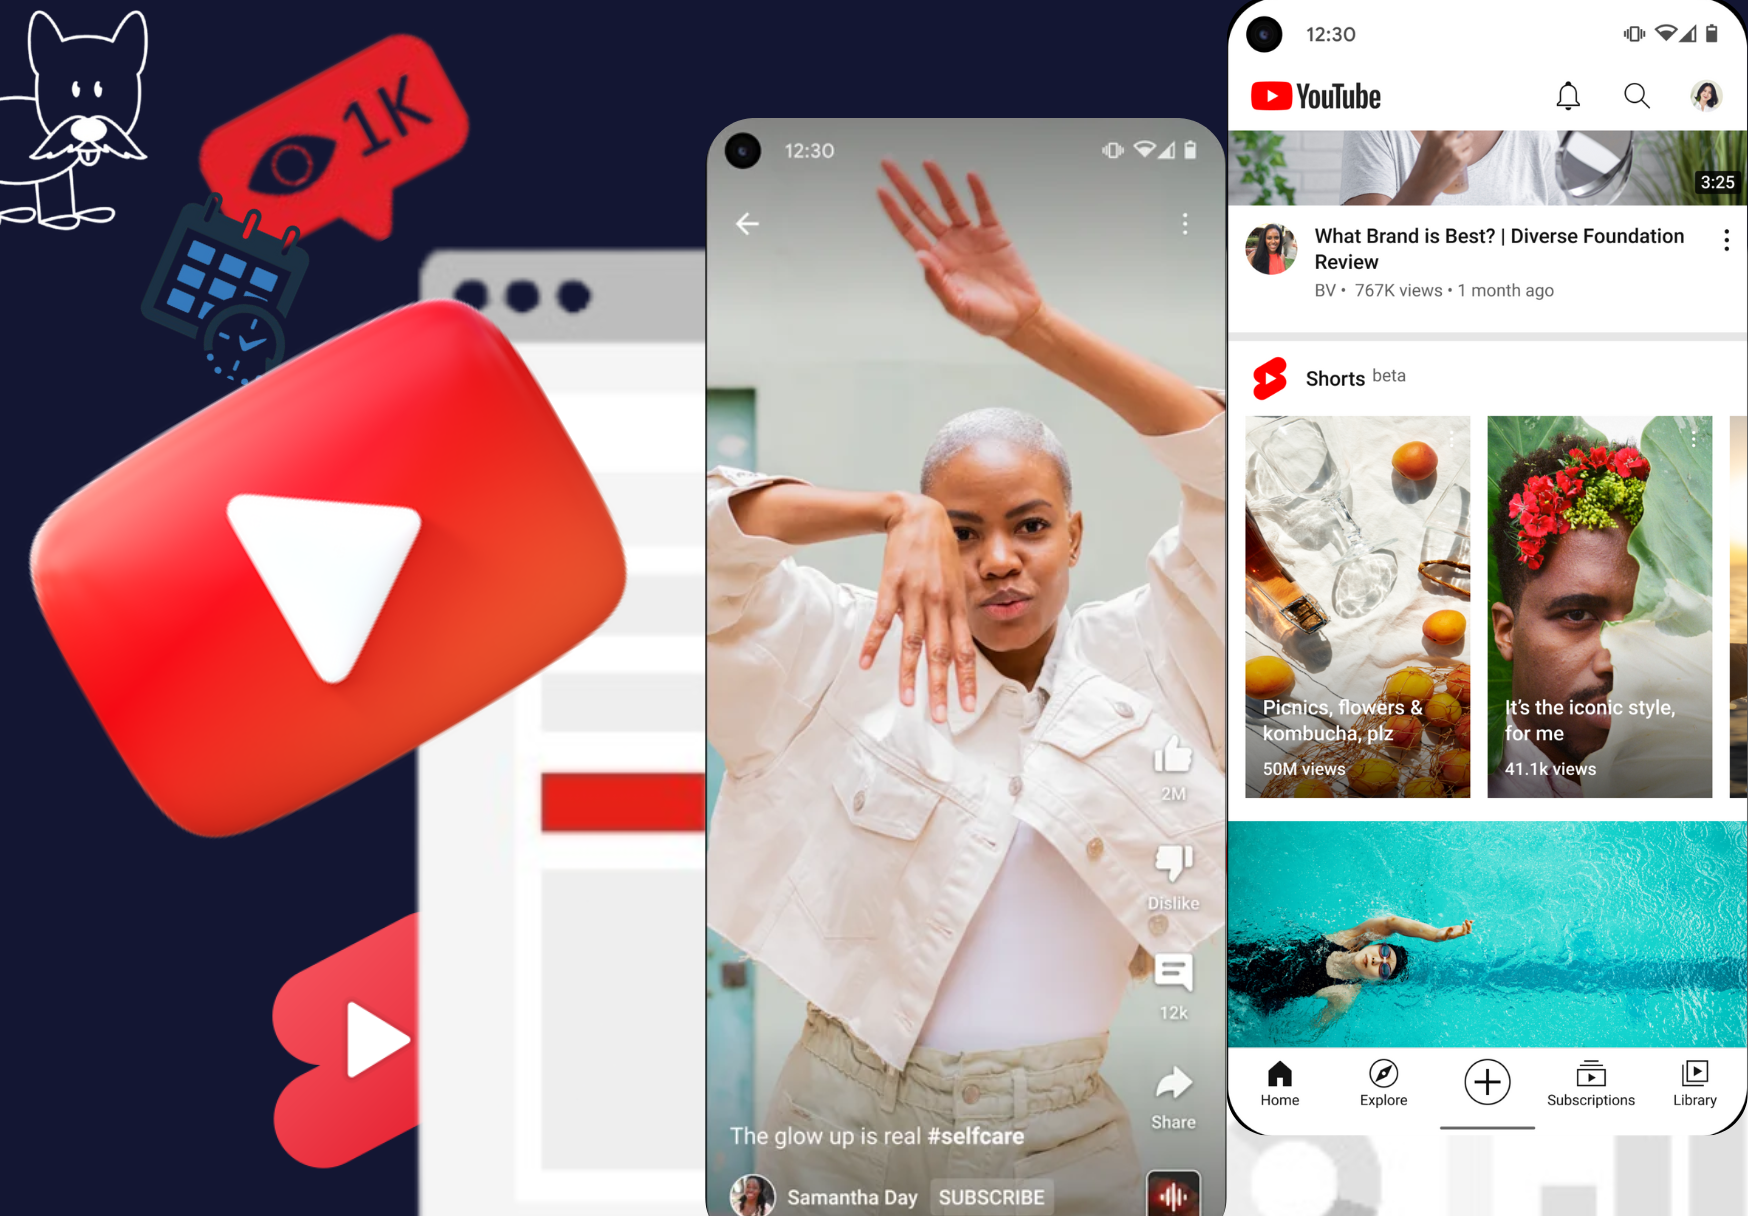 1K
12:30
2M
Dislike
12k
Share
The glow up is real #selfcare
Samantha Day SUBSCRIBE
12:30
YouTube
3:25
What Brand is Best? | Diverse Foundation
Review
BV • 767K views • 1 month ago
Shorts beta
Picnics, flowers &
kombucha, plz
50M views
It's the iconic style,
for me
41.1k views
Home
Explore
Subscriptions
Library